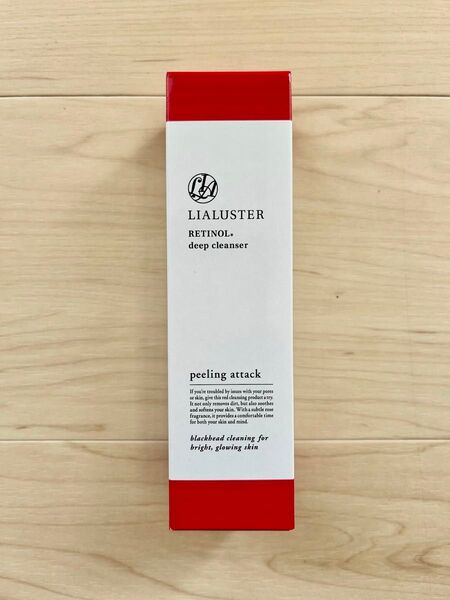 LIA
LIALUSTER
RETINOL*
deep cleanser
peeling attack
If you're troubled by issues with your pores
or skin, give this red cleansing product a try.
It not only removes dirt, but also soothes
and softens your skin. With a subtle rose
fragrance, it provides a comfortable time
for both your skin and mind.
blackhead cleaning for
bright, glowing skin